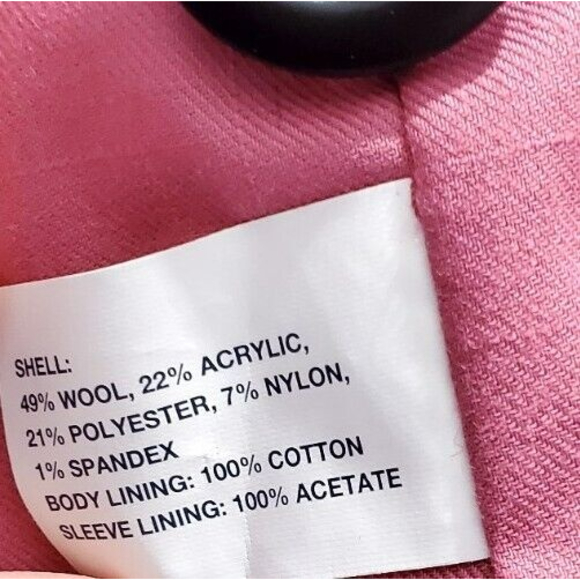 SHELL:
49% WOOL, 22% ACRYLIC,
21% POLYESTER, 7% NYLON,
1% SPANDEX
BODY LINING: 100% COTTON
SLEEVE LINING: 100% ACETATE